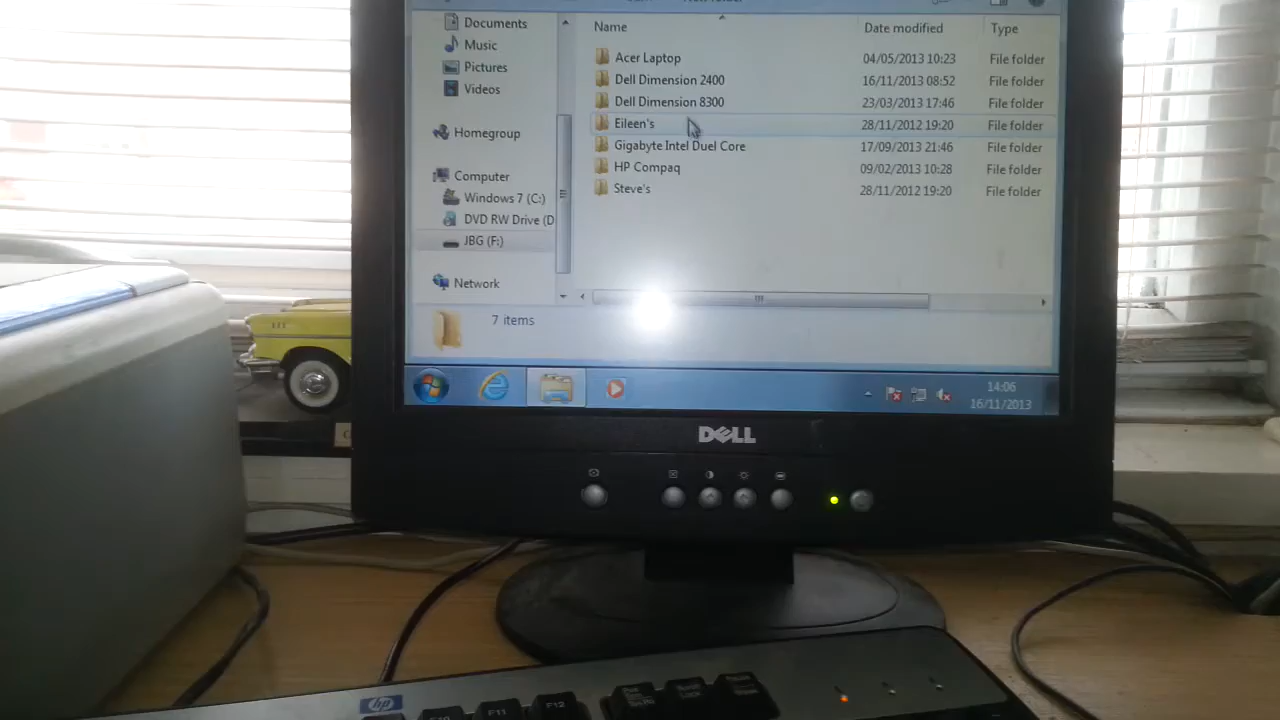 Documents
Music
Pictures
Videos
Homegroup
Computer
Windows 7 (C:)
DVD RW Drive (D
JBG (F:)
Network
Name Date modified Type
Acer Laptop 04/05/2013 10:23 File folder
Dell Dimension 2400 16/11/2013 08:52 File folder
Dell Dimension 8300 23/03/2013 17:46 File folder
Eileen's 28/11/2012 19:20 File folder
Gigabyte Intel Duel Core 17/09/2013 21:46 File folder
HP Compaq 09/02/2013 10:28 File folder
Steve's 28/11/2012 19:20 File folder
7 items
14:06
16/11/2013
DELL
hp
F11
F12